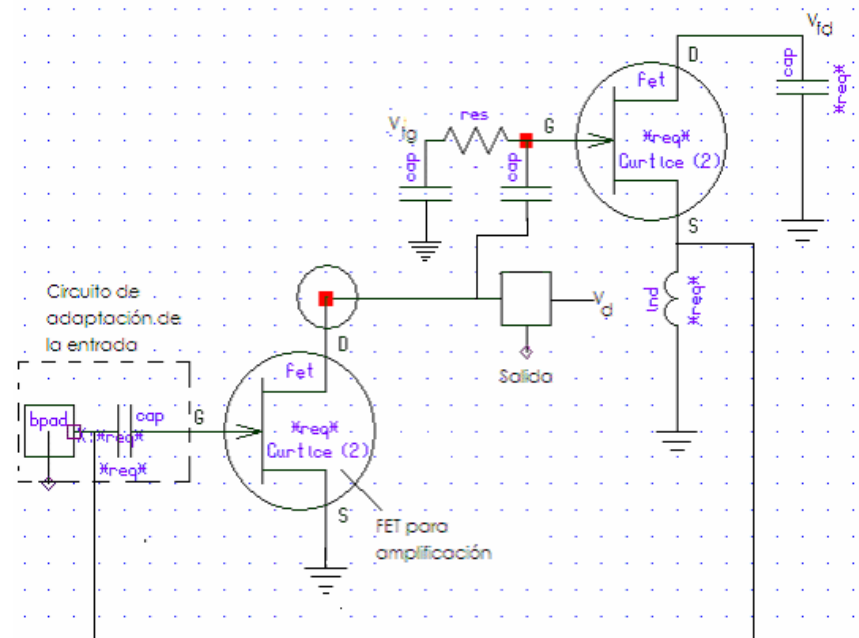 Vfd
D
cap
*req*
Fet
*req*
Curtice (2)
S
Vfg
res
G
cap
cap
Ind
*req*
Circuito de
adaptación de
la entrada
D
Fet
*req*
Curtice (2)
S
Vd
Salida
bpad
X:*req*
cap
*req*
G
FET para
amplificación